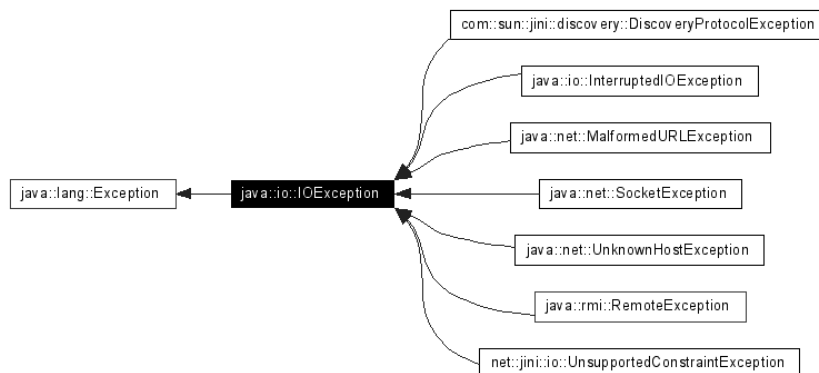 com::sun::jini::discovery::DiscoveryProtocolException
java::io::InterruptedIOException
java::net::MalformedURLException
java::lang::Exception
java::io::IOException
java::net::SocketException
java::net::UnknownHostException
java::rmi::RemoteException
net::jini::io::UnsupportedConstraintException